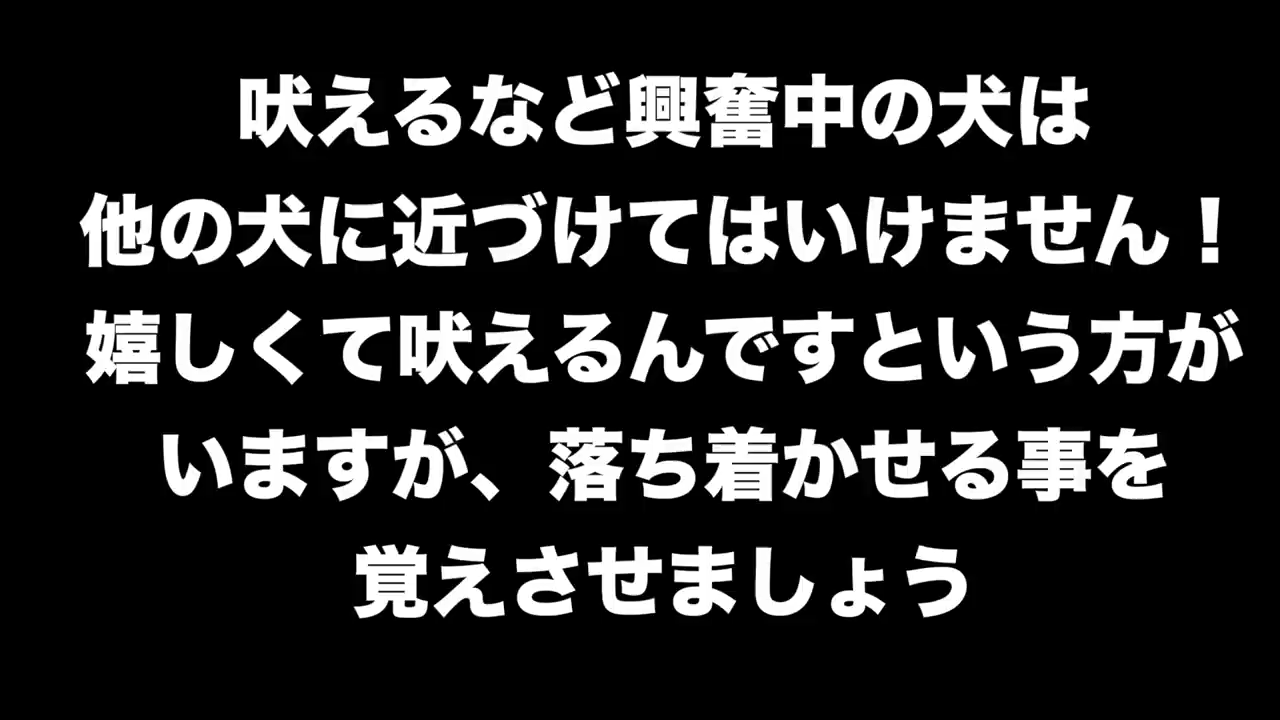 吠えるなど興奮中の犬は
他の犬に近づけてはいけません！
嬉しくて吠えるんですという方が
いますが、落ち着かせる事を
覚えさせましょう